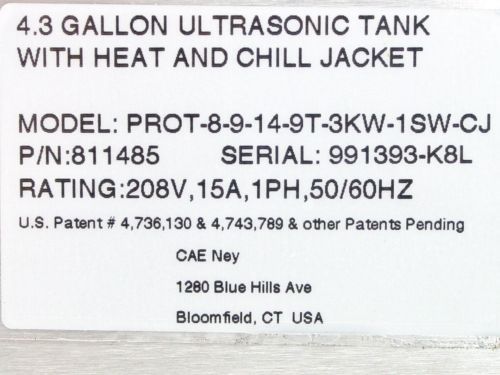 4.3 GALLON ULTRASONIC TANK
WITH HEAT AND CHILL JACKET
MODEL: PROT-8-9-14-9T-3KW-1SW-CJ
P/N:811485 SERIAL: 991393-K8L
RATING:208V,15A,1PH,50/60HZ
U.S. Patent # 4,736,130 & 4,743,789 & other Patents Pending
CAE Ney
1280 Blue Hills Ave
Bloomfield, CT USA